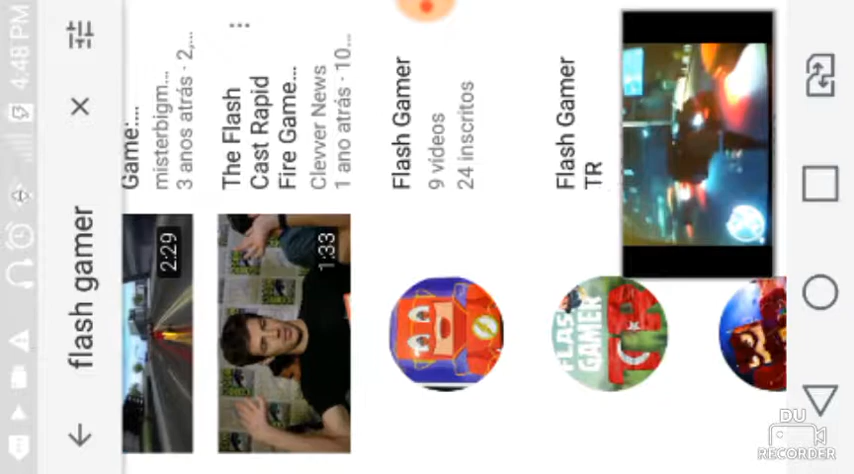 4:48 PM
flash gamer
Game:...
misterbigm...
3 anos atrás · 2,...
2:29
The Flash
Cast Rapid
Fire Game...
Clevver News
1 ano atrás · 10...
1:33
Flash Gamer
9 vídeos
24 inscritos
Flash Gamer
TR
FLASH
GAMER
TR
DU
RECORDER